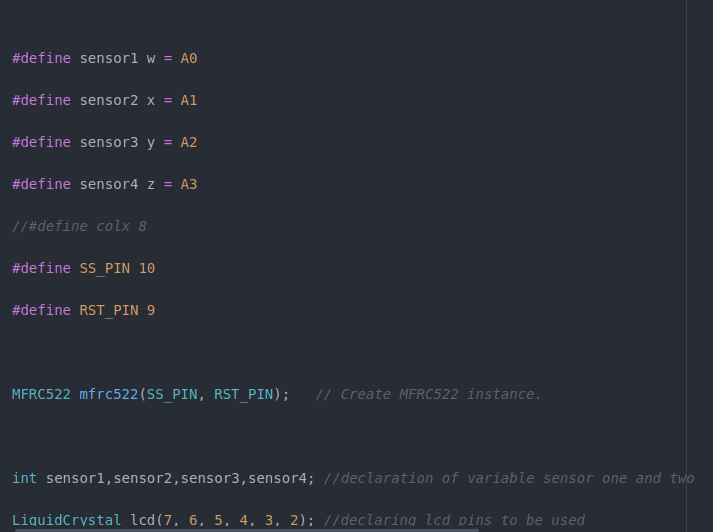 #define sensor1 w = A0
#define sensor2 x = A1
#define sensor3 y = A2
#define sensor4 z = A3
//#define colx 8
#define SS_PIN 10
#define RST_PIN 9
MFRC522 mfrc522(SS_PIN, RST_PIN);   // Create MFRC522 instance.
int sensor1,sensor2,sensor3,sensor4; //declaration of variable sensor one and two
LiquidCrystal lcd(7, 6, 5, 4, 3, 2); //declaring lcd pins to be used